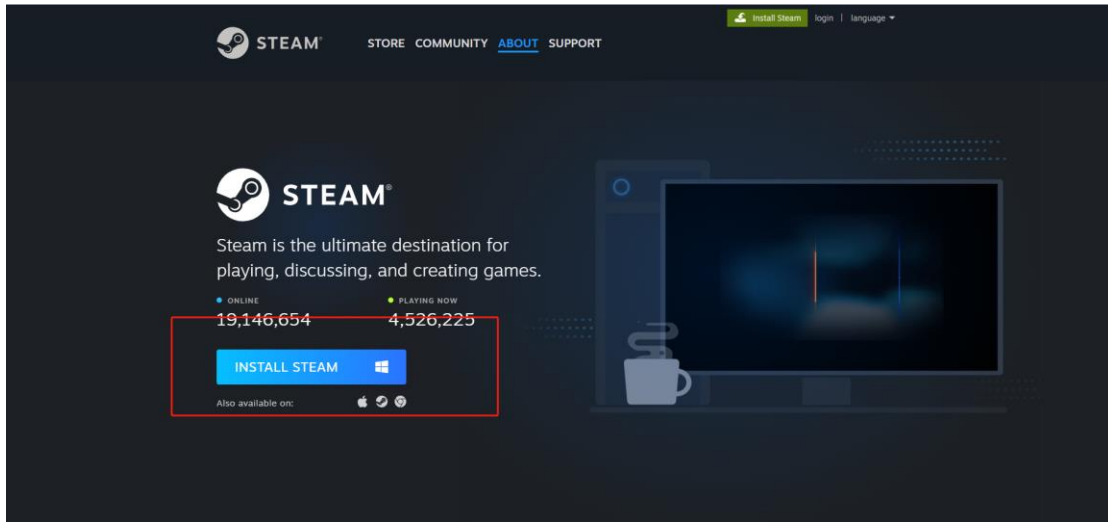 Install Steam login | language
STEAM® STORE COMMUNITY ABOUT SUPPORT
STEAM®
Steam is the ultimate destination for
playing, discussing, and creating games.
ONLINE PLAYING NOW
19,146,654 4,526,225
INSTALL STEAM
Also available on: